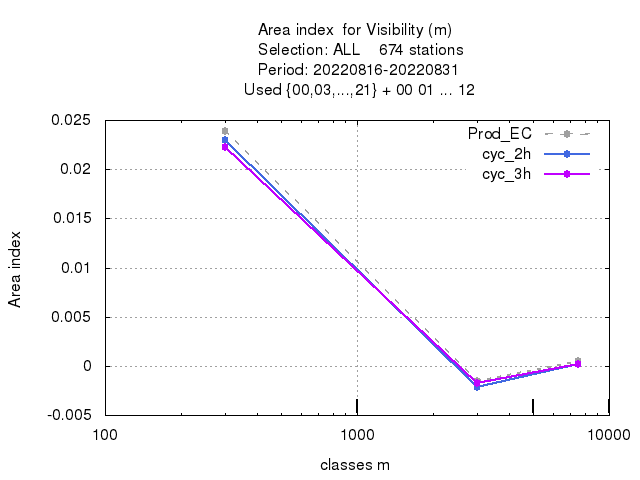 Area index  for Visibility (m)
Selection: ALL    674 stations
Period: 20220816-20220831
Used {00,03,...,21} + 00 01 ... 12
Prod_EC
cyc_2h
cyc_3h
Area index
0.025
0.02
0.015
0.01
0.005
0
-0.005
100
1000
10000
classes m